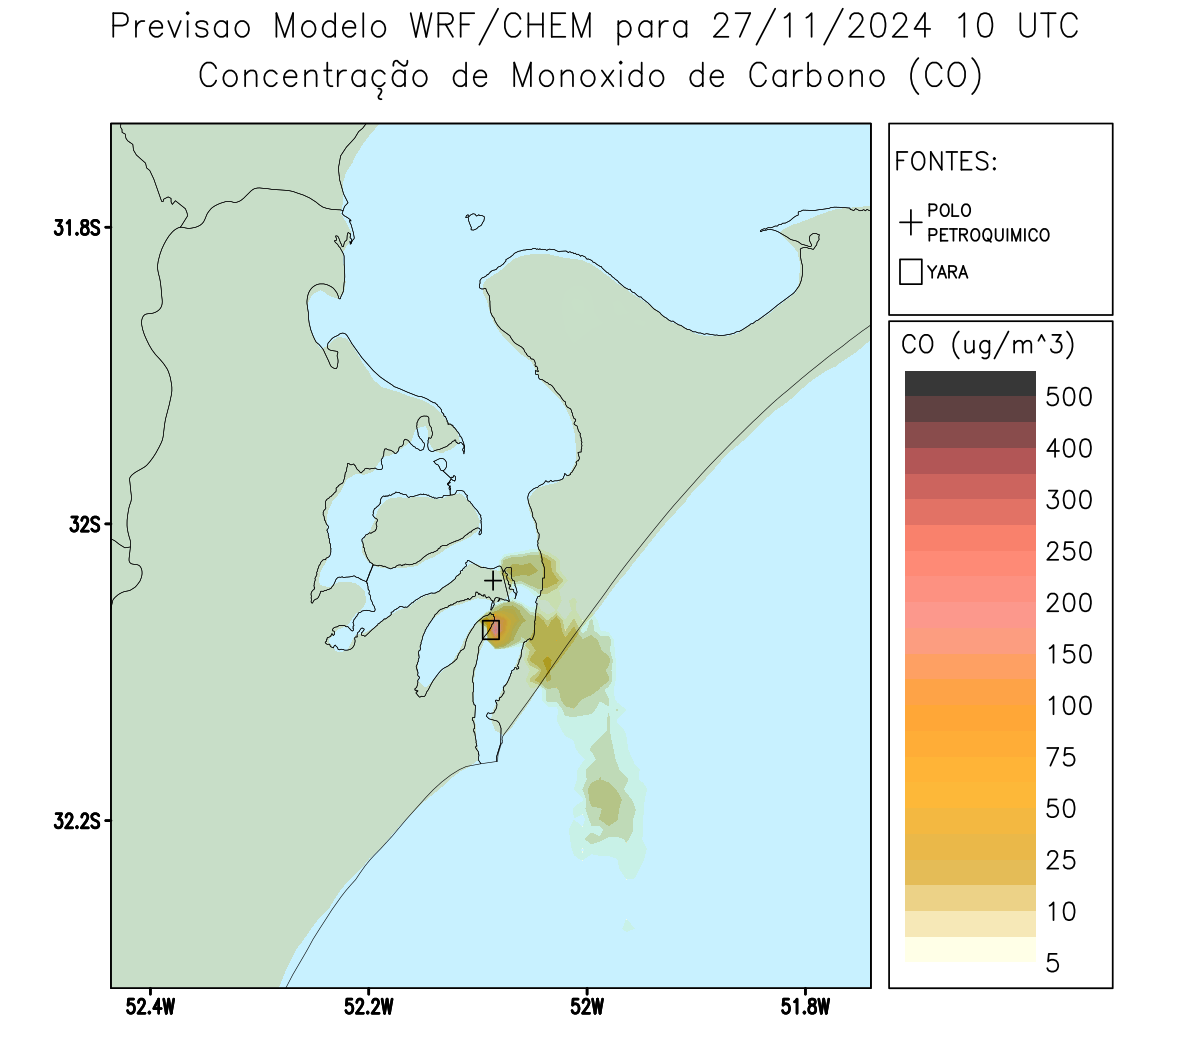 Previsao Modelo WRF/CHEM para 27/11/2024 10 UTC
Concentração de Monoxido de Carbono (CO)
FONTES:
POLO
PETROQUIMICO
YARA
CO (ug/m^3)
500
400
300
250
200
150
100
75
50
25
10
5
31.8S
32S
32.2S
52.4W
52.2W
52W
51.8W